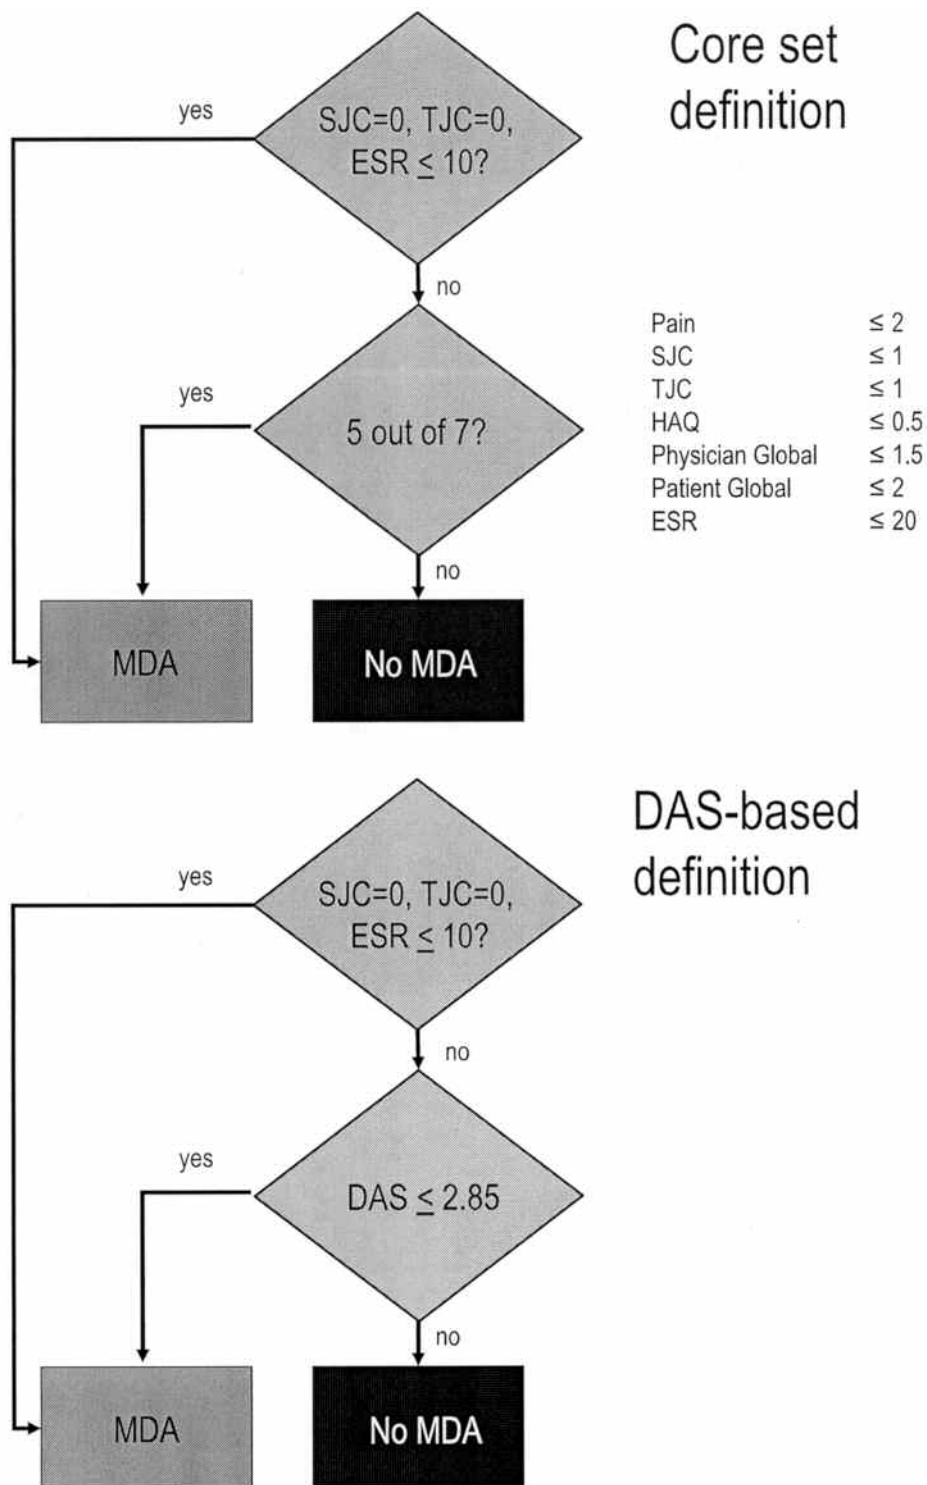 Core set
definition
yes
SJC=0, TJC=0,
ESR ≤ 10?
no
Pain ≤ 2
SJC ≤ 1
TJC ≤ 1
HAQ ≤ 0.5
Physician Global ≤ 1.5
Patient Global ≤ 2
ESR ≤ 20
yes
5 out of 7?
no
MDA
No MDA
DAS-based
definition
yes
SJC=0, TJC=0,
ESR ≤ 10?
no
yes
DAS ≤ 2.85
no
MDA
No MDA